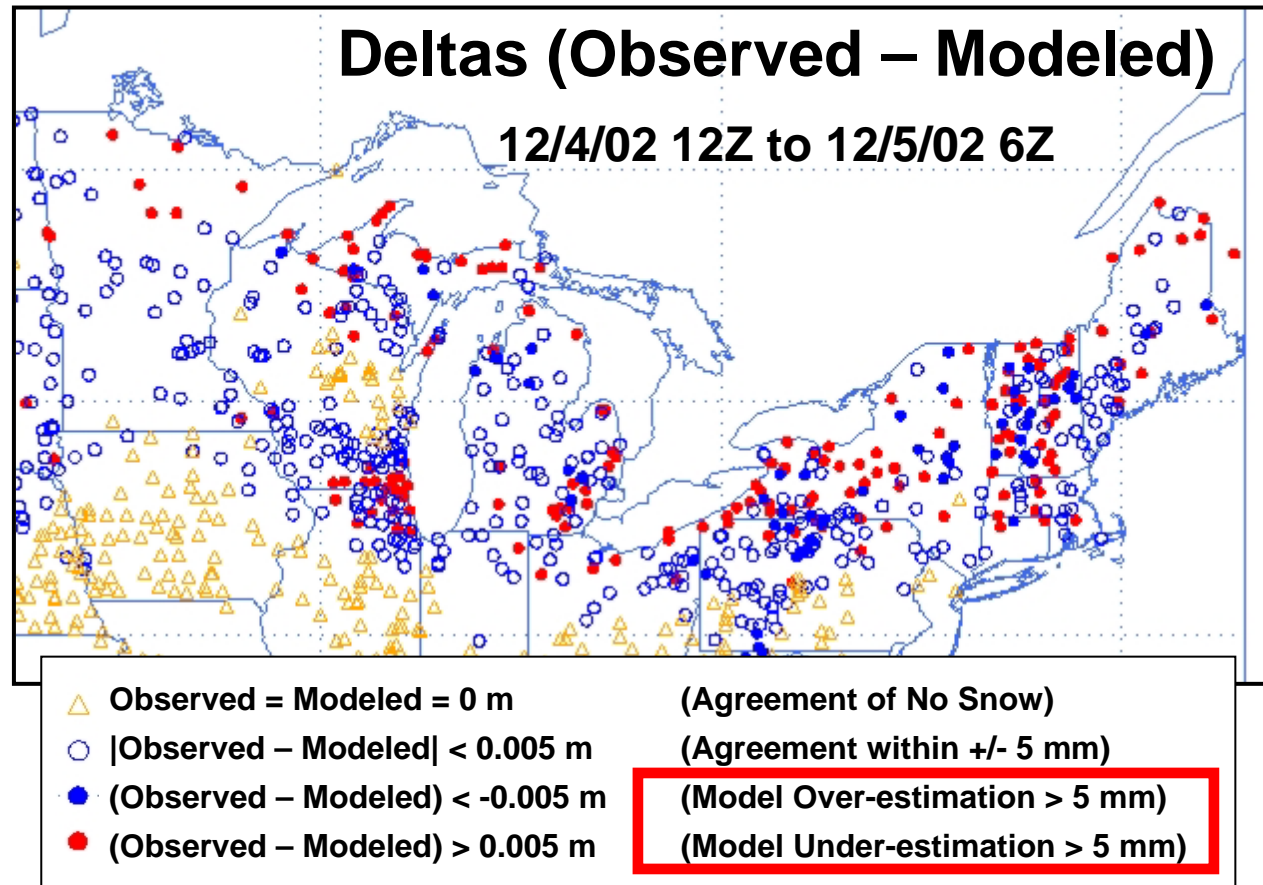 Deltas (Observed – Modeled)
12/4/02 12Z to 12/5/02 6Z
Observed = Modeled = 0 m (Agreement of No Snow)
|Observed – Modeled| < 0.005 m (Agreement within +/- 5 mm)
(Observed – Modeled) < -0.005 m (Model Over-estimation > 5 mm)
(Observed – Modeled) > 0.005 m (Model Under-estimation > 5 mm)